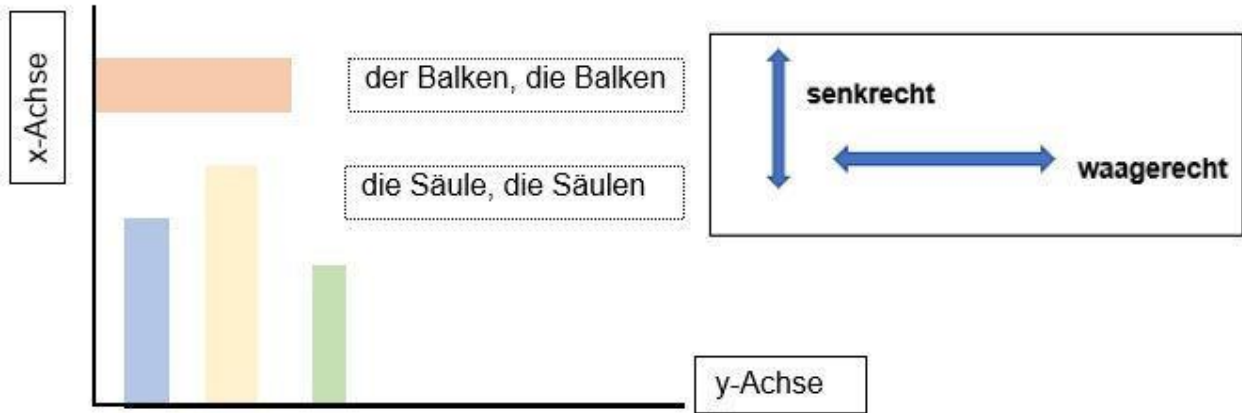 x-Achse
der Balken, die Balken
die Säule, die Säulen
senkrecht
waagerecht
y-Achse